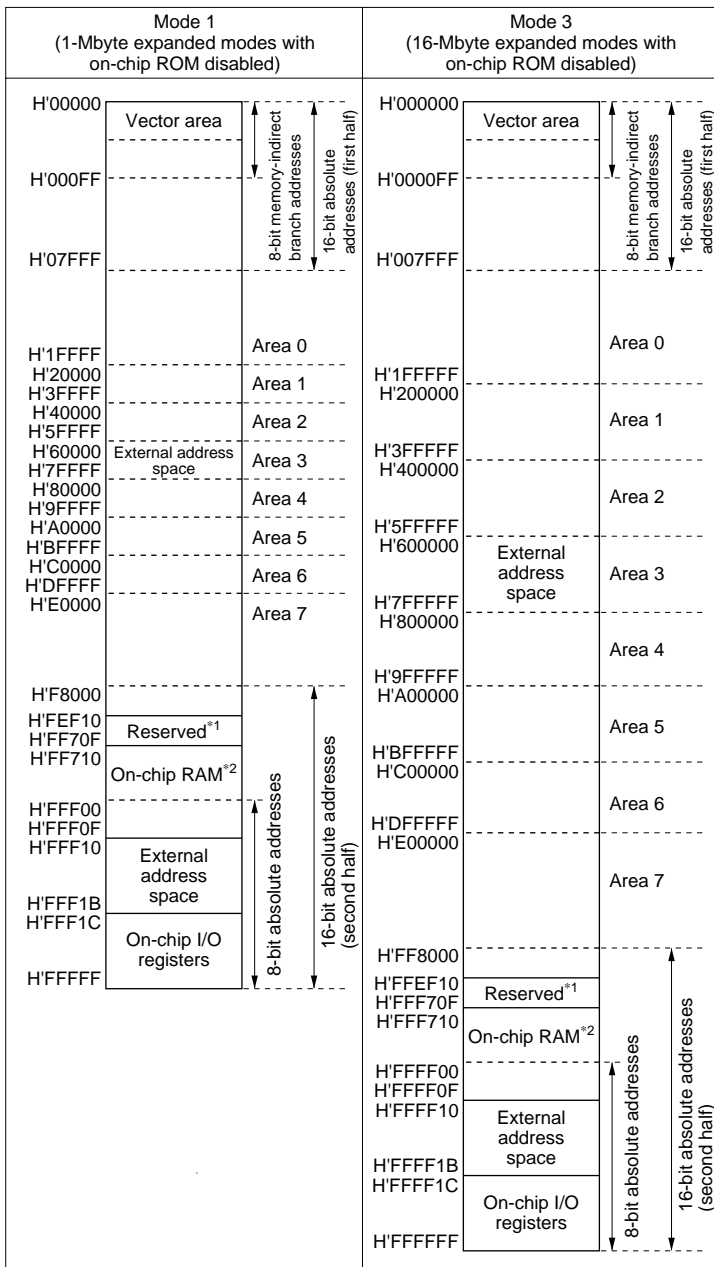 Mode 1
(1-Mbyte expanded modes with
on-chip ROM disabled)
H'00000
Vector area
H'000FF
H'07FFF
8-bit memory-indirect
branch addresses
16-bit absolute
addresses (first half)
H'1FFFF
Area 0
H'20000
H'3FFFF
Area 1
H'40000
H'5FFFF
Area 2
H'60000
H'7FFFF
External address
space
Area 3
H'80000
H'9FFFF
Area 4
H'A0000
H'BFFFF
Area 5
H'C0000
H'DFFFF
Area 6
H'E0000
Area 7
H'F8000
H'FEF10
Reserved*1
H'FF70F
H'FF710
On-chip RAM*2
H'FFF00
H'FFF0F
H'FFF10
External
address
space
H'FFF1B
H'FFF1C
On-chip I/O
registers
H'FFFFF
8-bit absolute addresses
16-bit absolute addresses
(second half)
Mode 3
(16-Mbyte expanded modes with
on-chip ROM disabled)
H'000000
Vector area
H'0000FF
H'007FFF
8-bit memory-indirect
branch addresses
16-bit absolute
addresses (first half)
Area 0
H'1FFFFF
H'200000
Area 1
H'3FFFFF
H'400000
Area 2
H'5FFFFF
H'600000
External
address
space
Area 3
H'7FFFFF
H'800000
Area 4
H'9FFFFF
H'A00000
Area 5
H'BFFFFF
H'C00000
Area 6
H'DFFFFF
H'E00000
Area 7
H'FF8000
H'FFEF10
Reserved*1
H'FFF70F
H'FFF710
On-chip RAM*2
H'FFFF00
H'FFFF0F
H'FFFF10
External
address
space
H'FFFF1B
H'FFFF1C
On-chip I/O
registers
H'FFFFFF
8-bit absolute addresses
16-bit absolute addresses
(second half)